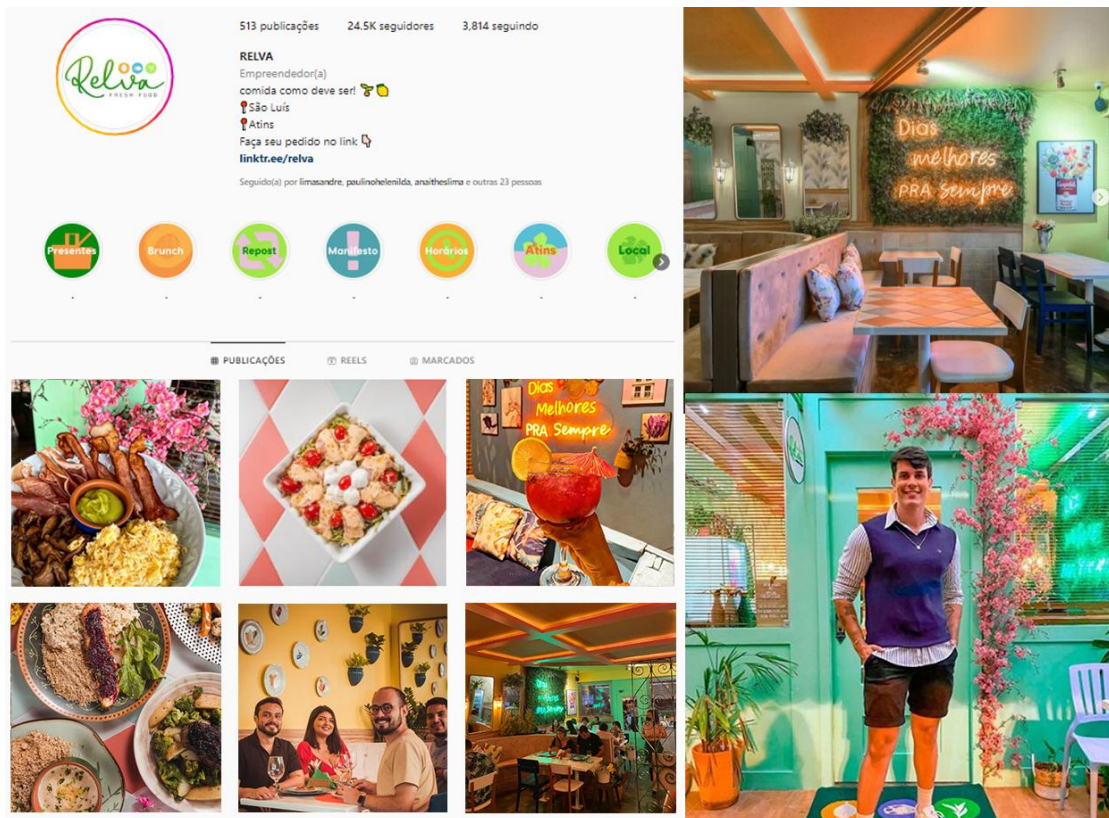 Relva
FRESH FOOD
513 publicações 24.5K seguidores 3,814 seguindo
RELVA
Empreendedor(a)
comida como deve ser!
São Luís
Atins
Faça seu pedido no link
linktr.ee/relva
Seguido(a) por limasandre, paulinohelenilda, anaitheslima e outras 23 pessoas
Presentes
Brunch
Repost
Manifesto
Horários
Atins
Local
PUBLICAÇÕES
REELS
MARCADOS
Dias
Melhores
PRA Sempre
Dias
melhores
PRA Sempre